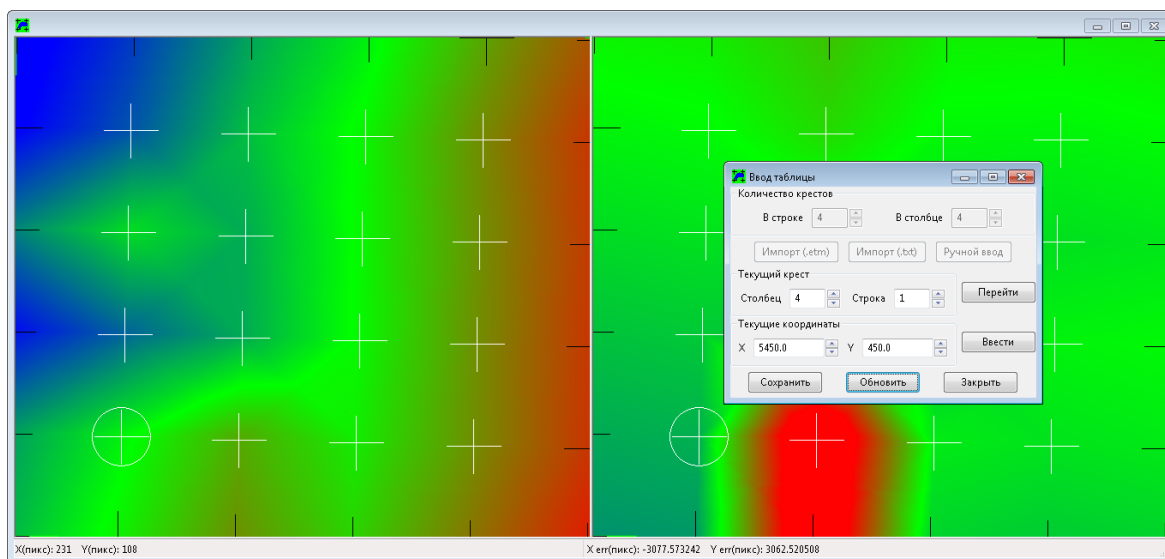 Ввод таблицы
Количество крестов
В строке 4 В столбце 4
Импорт (.etm) Импорт (.txt) Ручной ввод
Текущий крест
Столбец 4 Строка 1 Перейти
Текущие координаты
X 5450.0 Y 450.0 Ввести
Сохранить Обновить Закрыть
X(пикс): 231 Y(пикс): 108 X err(пикс): -3077.573242 Y err(пикс): 3062.520508